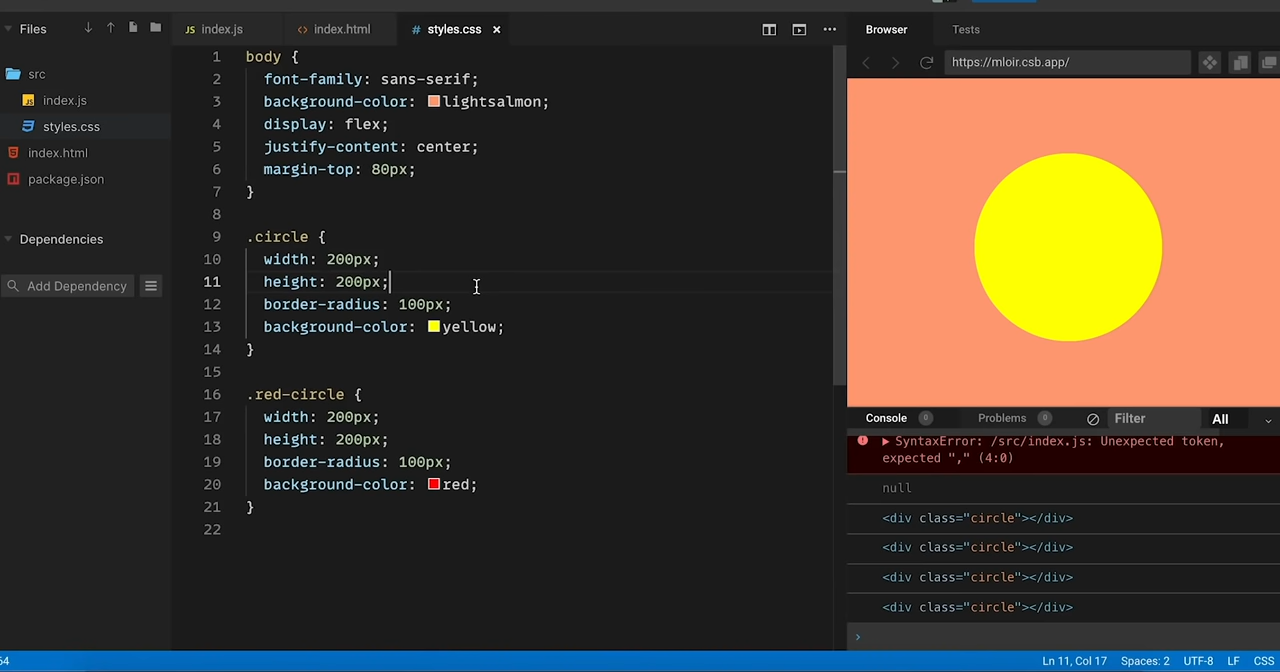 Files
JS index.js
<> index.html
# styles.css ×
Browser
Tests
https://mloir.csb.app/
src
index.js
styles.css
index.html
package.json
Dependencies
Add Dependency
1 body {
2 font-family: sans-serif;
3 background-color: lightsalmon;
4 display: flex;
5 justify-content: center;
6 margin-top: 80px;
7 }
8
9 .circle {
10 width: 200px;
11 height: 200px;
12 border-radius: 100px;
13 background-color: yellow;
14 }
15
16 .red-circle {
17 width: 200px;
18 height: 200px;
19 border-radius: 100px;
20 background-color: red;
21 }
22
Console 0 Problems 0 Filter All
SyntaxError: /src/index.js: Unexpected token,
expected "," (4:0)
null
<div class="circle"></div>
<div class="circle"></div>
<div class="circle"></div>
<div class="circle"></div>
64
Ln 11, Col 17 Spaces: 2 UTF-8 LF CSS